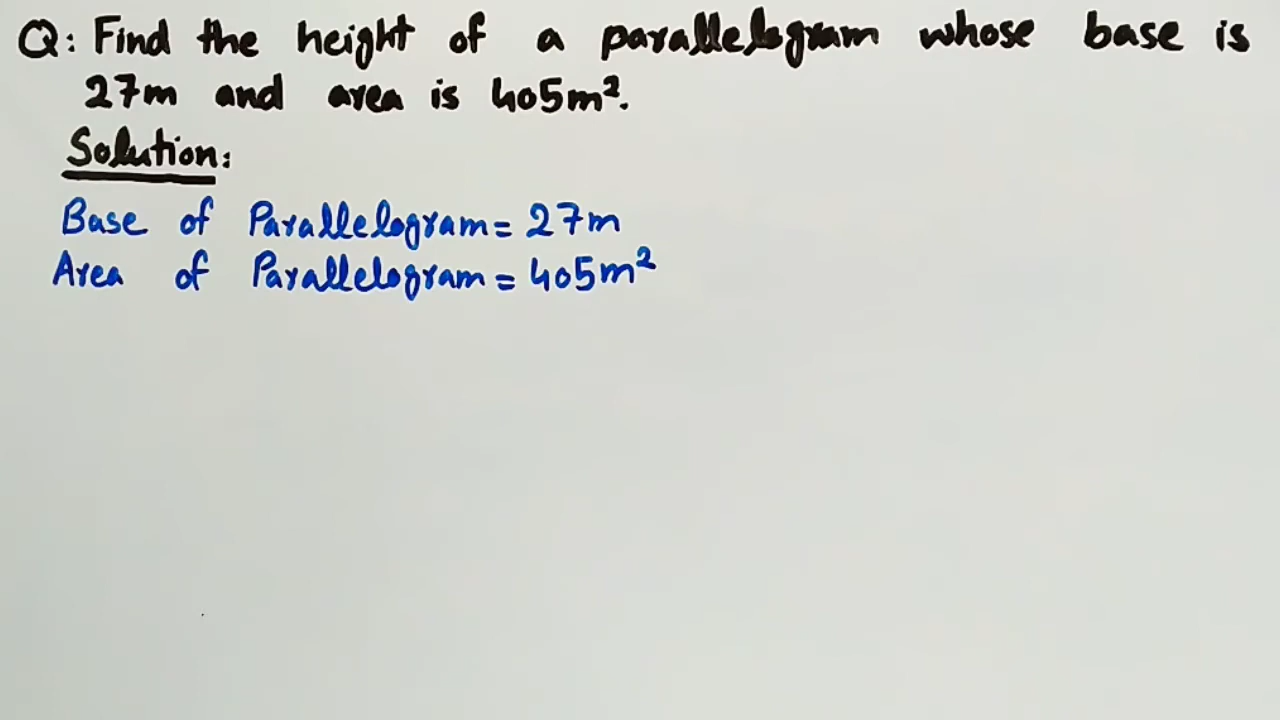 Q: Find the height of a parallelogram whose base is
27m and area is 405m².
Solution:
Base of Parallelogram = 27m
Area of Parallelogram = 405m²